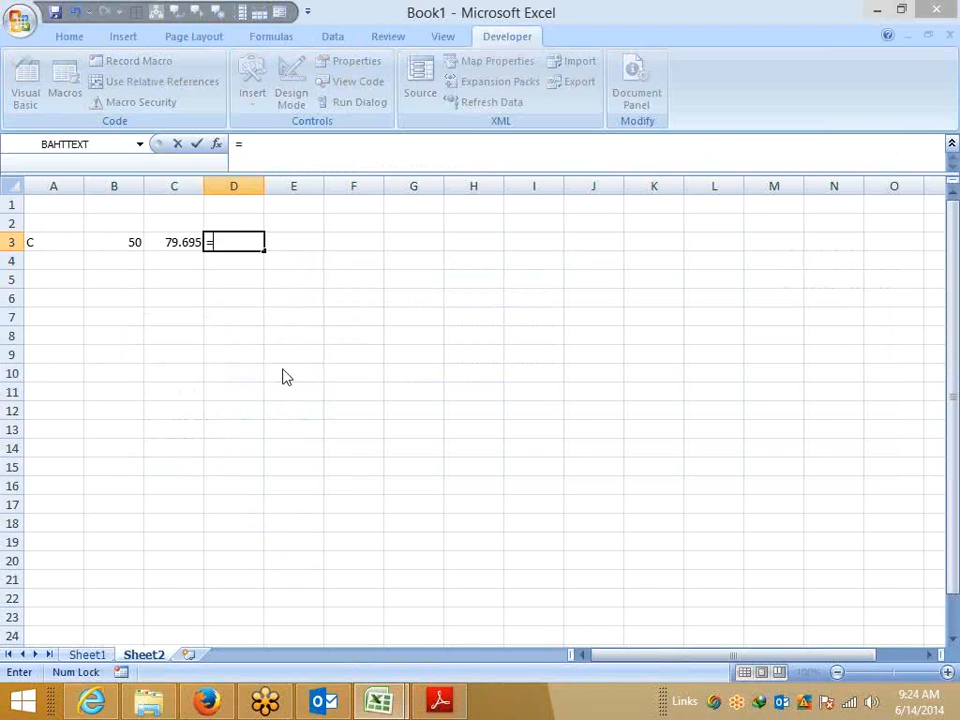 Book1 - Microsoft Excel
Home Insert Page Layout Formulas Data Review View Developer
Visual Basic
Macros
Record Macro
Use Relative References
Macro Security
Code
Insert
Design Mode
Properties
View Code
Run Dialog
Controls
Source
Map Properties
Expansion Packs
Refresh Data
Import
Export
XML
Document Panel
Modify
BAHTTEXT fx =
A B C D E F G H I J K L M N O
1
2
3 C 50 79.695 =
4
5
6
7
8
9
10
11
12
13
14
15
16
17
18
19
20
21
22
23
24
Sheet1 Sheet2
Enter Num Lock 100%
Links 9:24 AM
6/14/2014